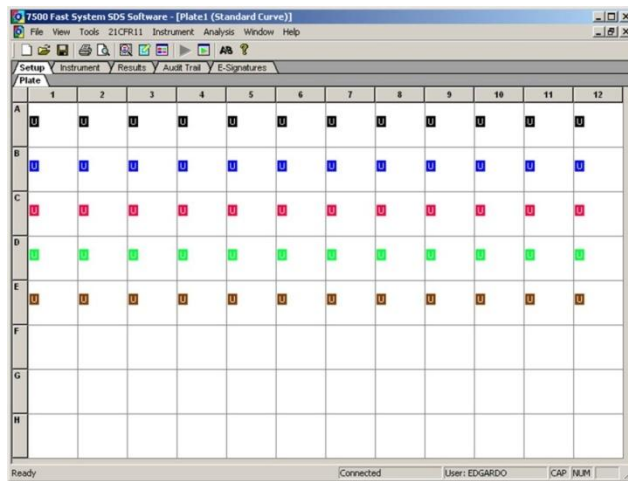 7500 Fast System SDS Software - [Plate1 (Standard Curve)]
File View Tools 21CFR11 Instrument Analysis Window Help
Setup Instrument Results Audit Trail E-Signatures
Plate
1 2 3 4 5 6 7 8 9 10 11 12
A U U U U U U U U U U U U
B U U U U U U U U U U U U
C U U U U U U U U U U U U
D U U U U U U U U U U U U
E U U U U U U U U U U U U
F
G
H
Ready Connected User: EDGARDO CAP NUM